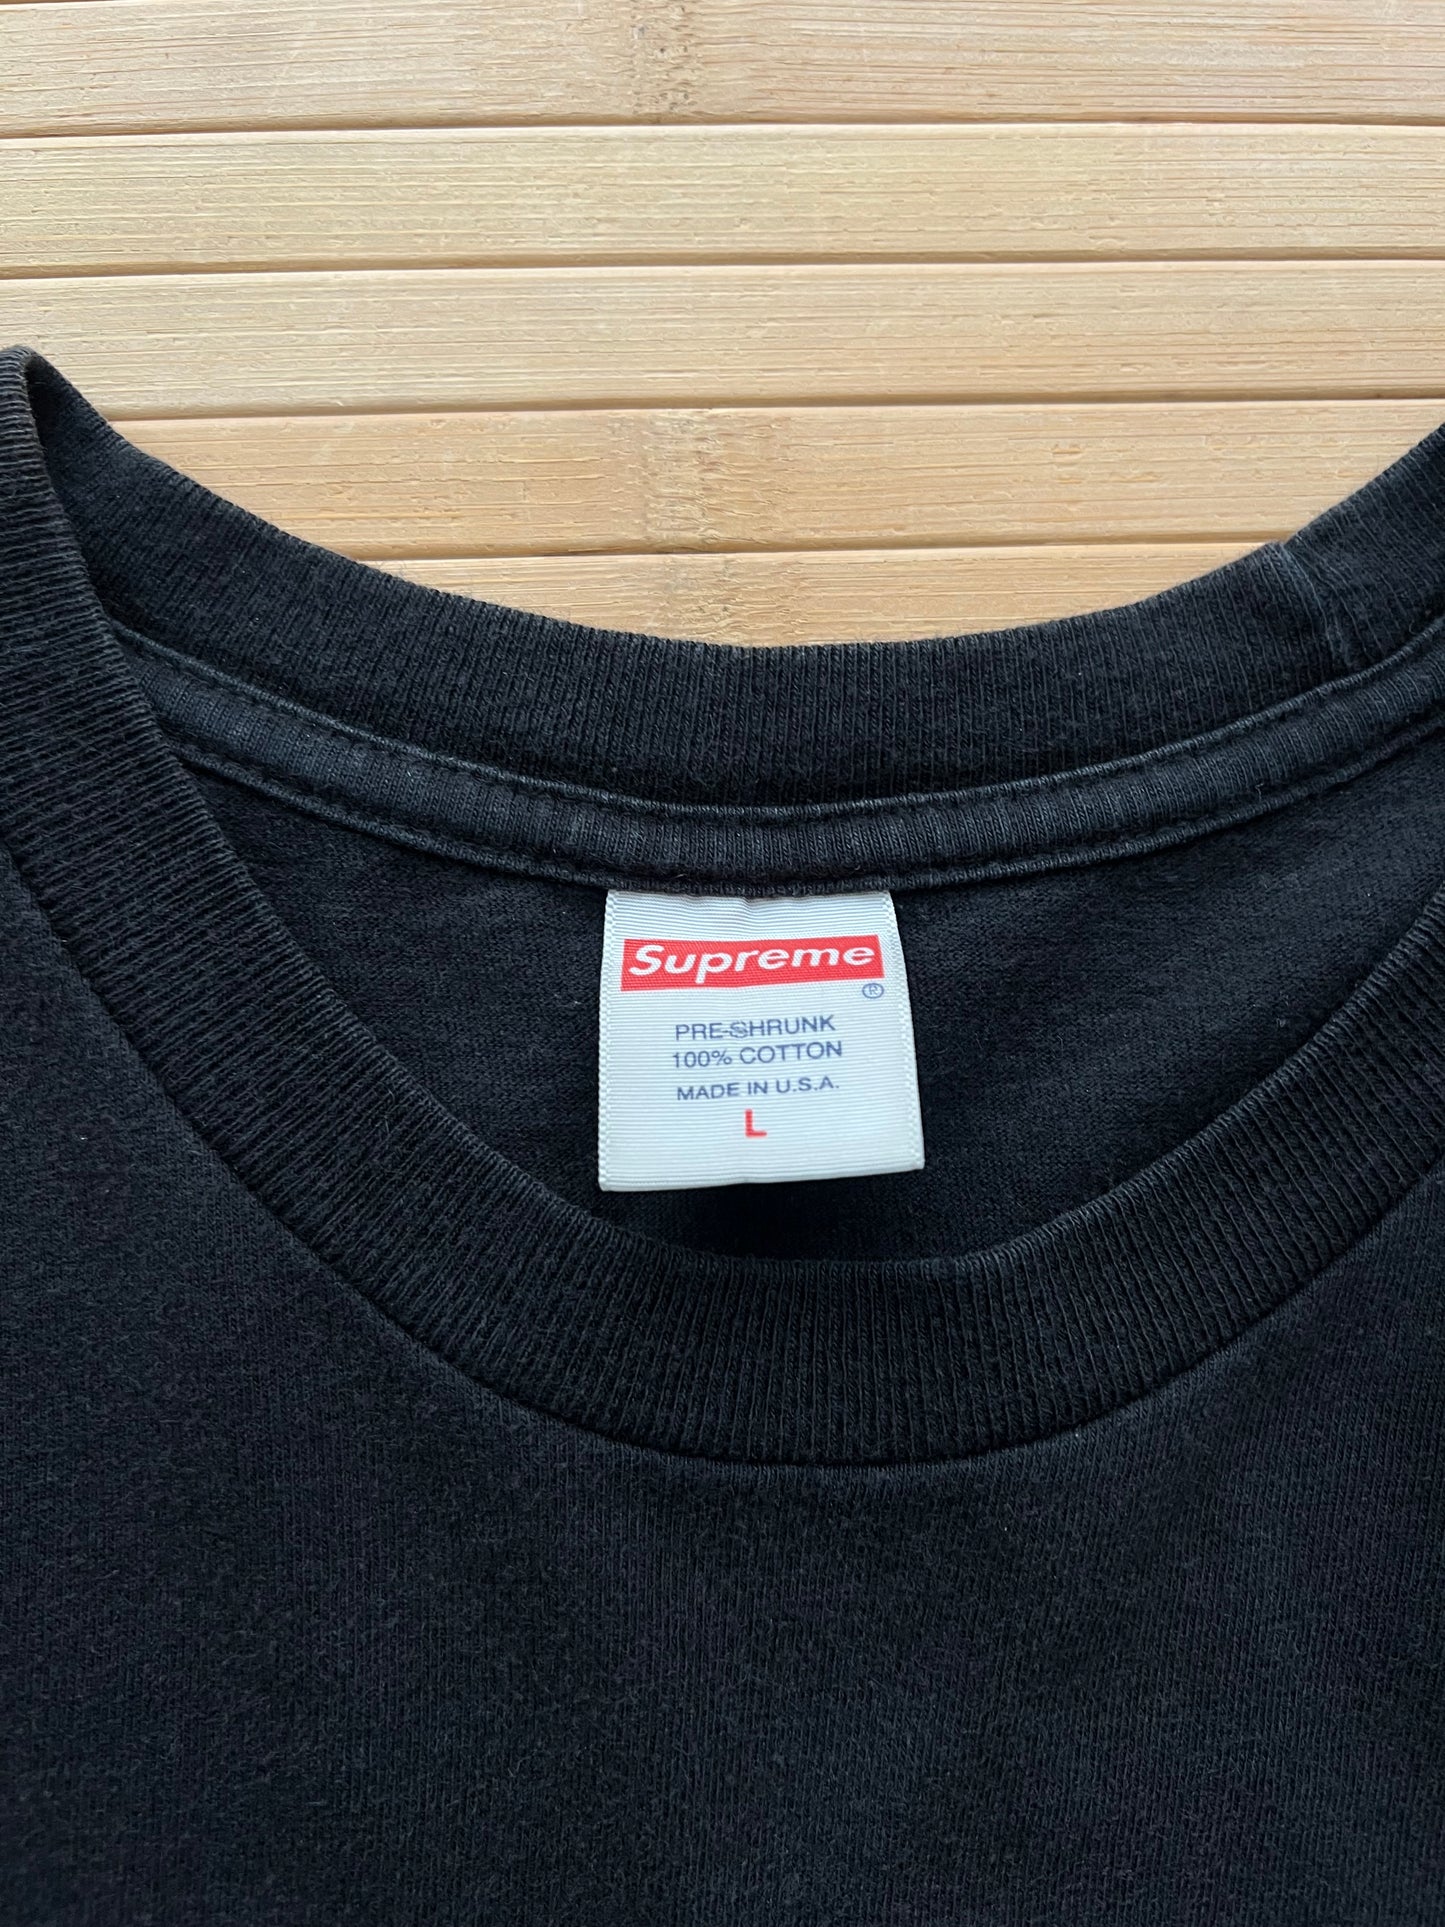 Supreme
®
PRE-SHRUNK
100% COTTON
MADE IN U.S.A.
L